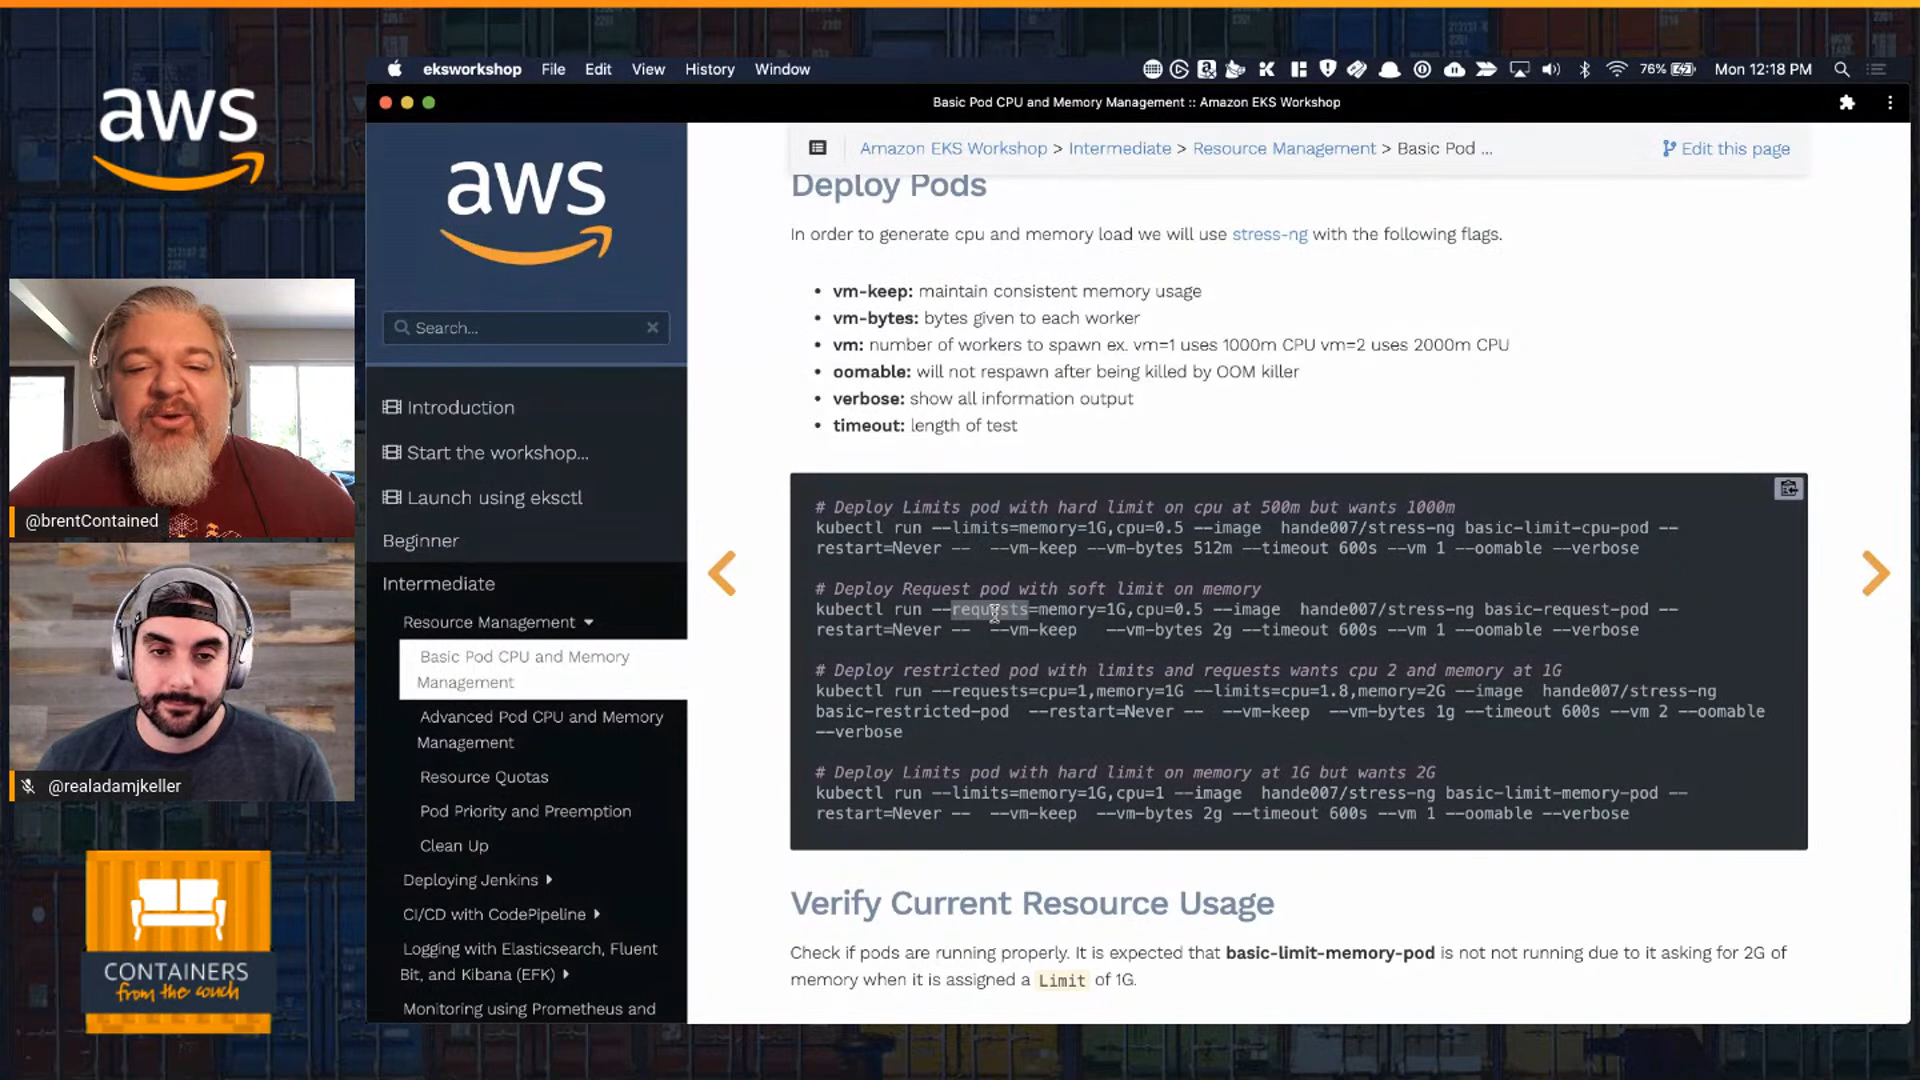 aws
eksworkshop File Edit View History Window
76% Mon 12:18 PM
Basic Pod CPU and Memory Management :: Amazon EKS Workshop
aws
Search...
Introduction
Start the workshop...
Launch using eksctl
Beginner
Intermediate
Resource Management
Basic Pod CPU and Memory
Management
Advanced Pod CPU and Memory
Management
Resource Quotas
Pod Priority and Preemption
Clean Up
Deploying Jenkins
CI/CD with CodePipeline
Logging with Elasticsearch, Fluent
Bit, and Kibana (EFK)
Monitoring using Prometheus and
Amazon EKS Workshop > Intermediate > Resource Management > Basic Pod ...
Edit this page
Deploy Pods
In order to generate cpu and memory load we will use stress-ng with the following flags.
• vm-keep: maintain consistent memory usage
• vm-bytes: bytes given to each worker
• vm: number of workers to spawn ex. vm=1 uses 1000m CPU vm=2 uses 2000m CPU
• oomable: will not respawn after being killed by OOM killer
• verbose: show all information output
• timeout: length of test
# Deploy Limits pod with hard limit on cpu at 500m but wants 1000m
kubectl run --limits=memory=1G,cpu=0.5 --image  hande007/stress-ng basic-limit-cpu-pod --
restart=Never --  --vm-keep --vm-bytes 512m --timeout 600s --vm 1 --oomable --verbose
# Deploy Request pod with soft limit on memory
kubectl run --requests=memory=1G,cpu=0.5 --image  hande007/stress-ng basic-request-pod --
restart=Never --  --vm-keep   --vm-bytes 2g --timeout 600s --vm 1 --oomable --verbose
# Deploy restricted pod with limits and requests wants cpu 2 and memory at 1G
kubectl run --requests=cpu=1,memory=1G --limits=cpu=1.8,memory=2G --image  hande007/stress-ng
basic-restricted-pod  --restart=Never --  --vm-keep  --vm-bytes 1g --timeout 600s --vm 2 --oomable
--verbose
# Deploy Limits pod with hard limit on memory at 1G but wants 2G
kubectl run --limits=memory=1G,cpu=1 --image  hande007/stress-ng basic-limit-memory-pod --
restart=Never --  --vm-keep  --vm-bytes 2g --timeout 600s --vm 1 --oomable --verbose
Verify Current Resource Usage
Check if pods are running properly. It is expected that basic-limit-memory-pod is not not running due to it asking for 2G of
memory when it is assigned a Limit of 1G.
@brentContained
@realadamjkeller
CONTAINERS
from the couch